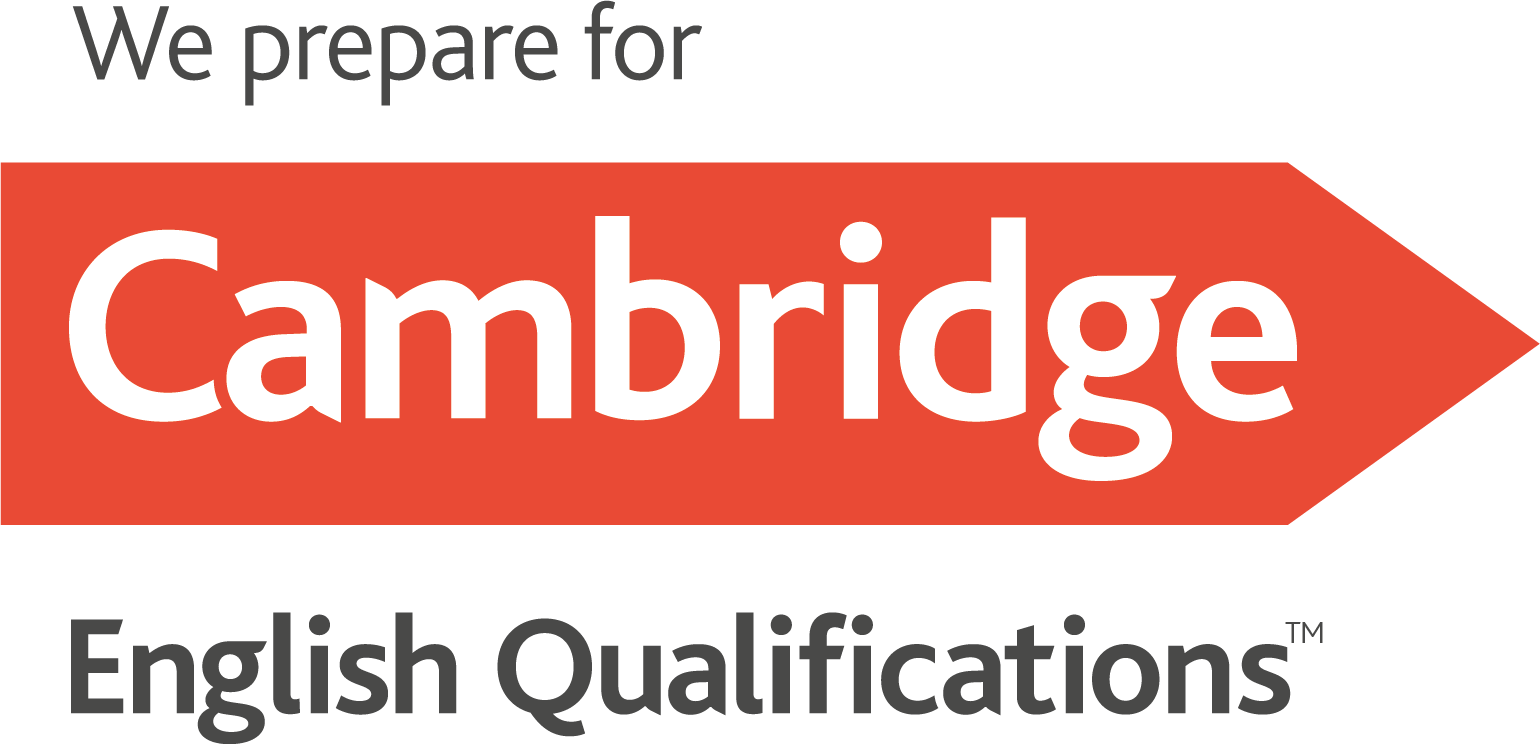 We prepare for
Cambridge
English Qualifications™